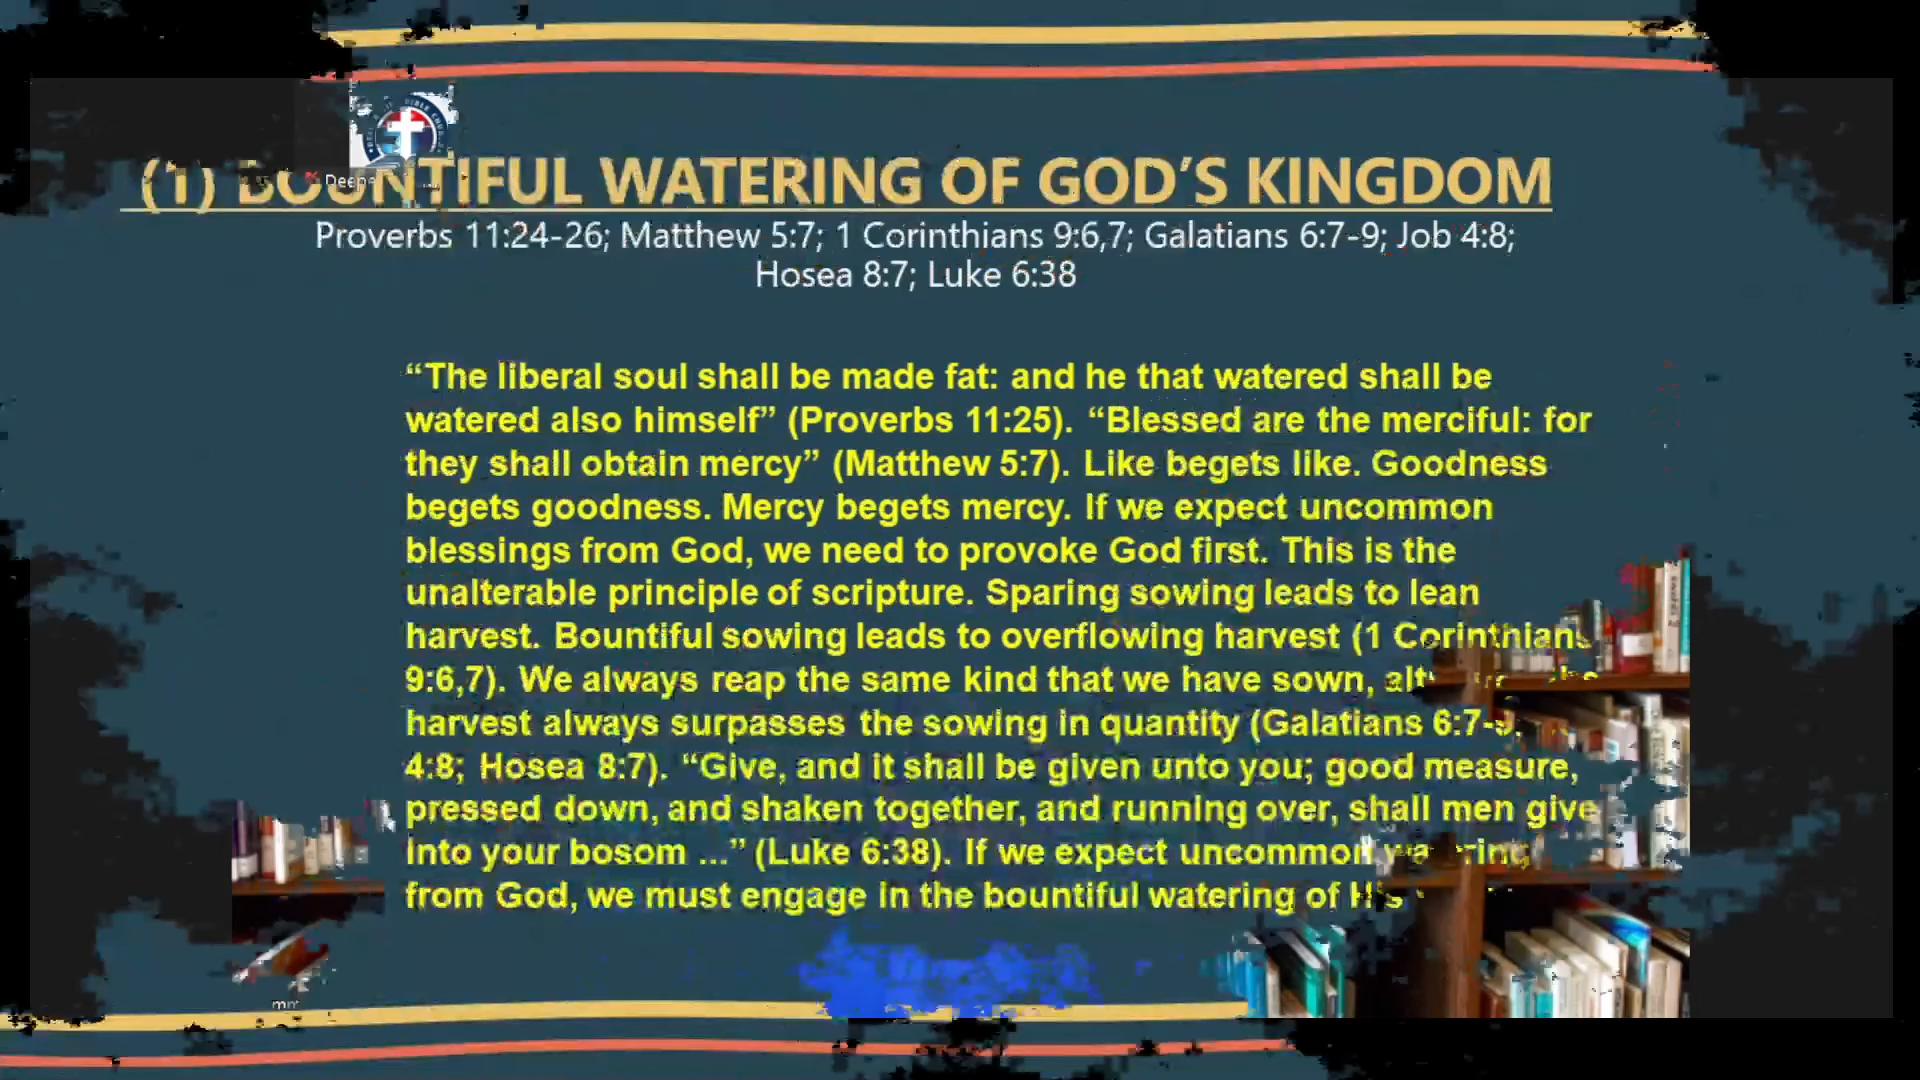 (1) BOUNTIFUL WATERING OF GOD’S KINGDOM
Proverbs 11:24-26; Matthew 5:7; 1 Corinthians 9:6,7; Galatians 6:7-9; Job 4:8;
Hosea 8:7; Luke 6:38
“The liberal soul shall be made fat: and he that watered shall be
watered also himself” (Proverbs 11:25). “Blessed are the merciful: for
they shall obtain mercy” (Matthew 5:7). Like begets like. Goodness
begets goodness. Mercy begets mercy. If we expect uncommon
blessings from God, we need to provoke God first. This is the
unalterable principle of scripture. Sparing sowing leads to lean
harvest. Bountiful sowing leads to overflowing harvest (1 Corinthians
9:6,7). We always reap the same kind that we have sown,
harvest always surpasses the sowing in quantity (Galatians 6:7-9;
4:8; Hosea 8:7). “Give, and it shall be given unto you; good measure,
pressed down, and shaken together, and running over, shall men give
into your bosom ...” (Luke 6:38). If we expect uncommon
from God, we must engage in the bountiful watering of His